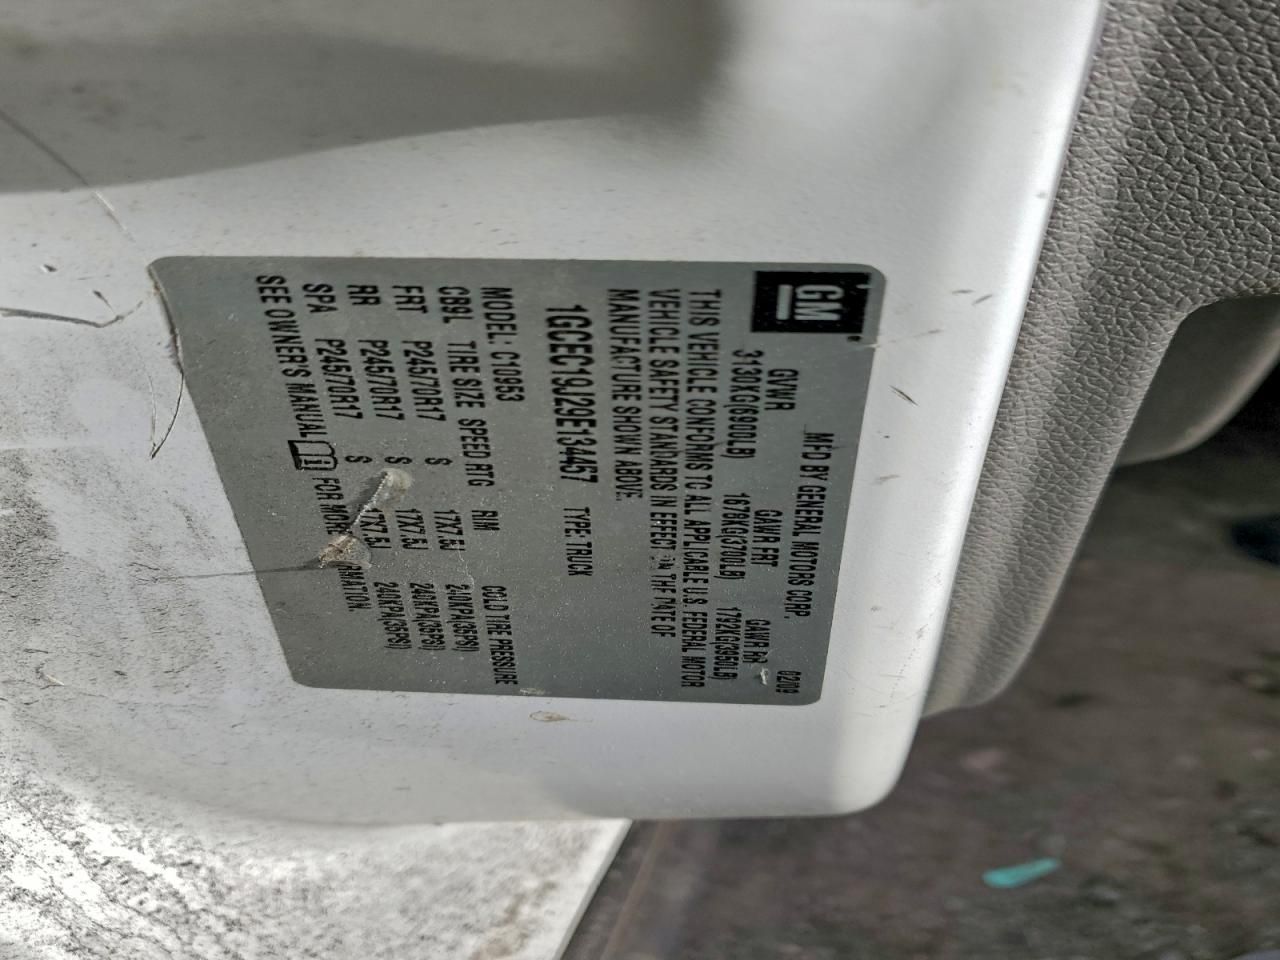 GM
MFD BY GENERAL MOTORS CORP. 02/09
GVWR GAWR FRT GAWR RR
3130KG(6900LB) 1678KG(3700LB) 1792KG(3950LB)
THIS VEHICLE CONFORMS TO ALL APPLICABLE U.S. FEDERAL MOTOR
VEHICLE SAFETY STANDARDS IN EFFECT ON THE DATE OF
MANUFACTURE SHOWN ABOVE.
1GCEC19J29E134457 TYPE: TRUCK
MODEL: C10953
CB9L TIRE SIZE SPEED RTG RIM COLD TIRE PRESSURE
FRT P245/70R17 S 17X7.5J 240KPA(35PSI)
RR P245/70R17 S 17X7.5J 240KPA(35PSI)
SPA P245/70R17 S 17X7.5J 240KPA(35PSI)
SEE OWNER'S MANUAL FOR MORE RMATION.